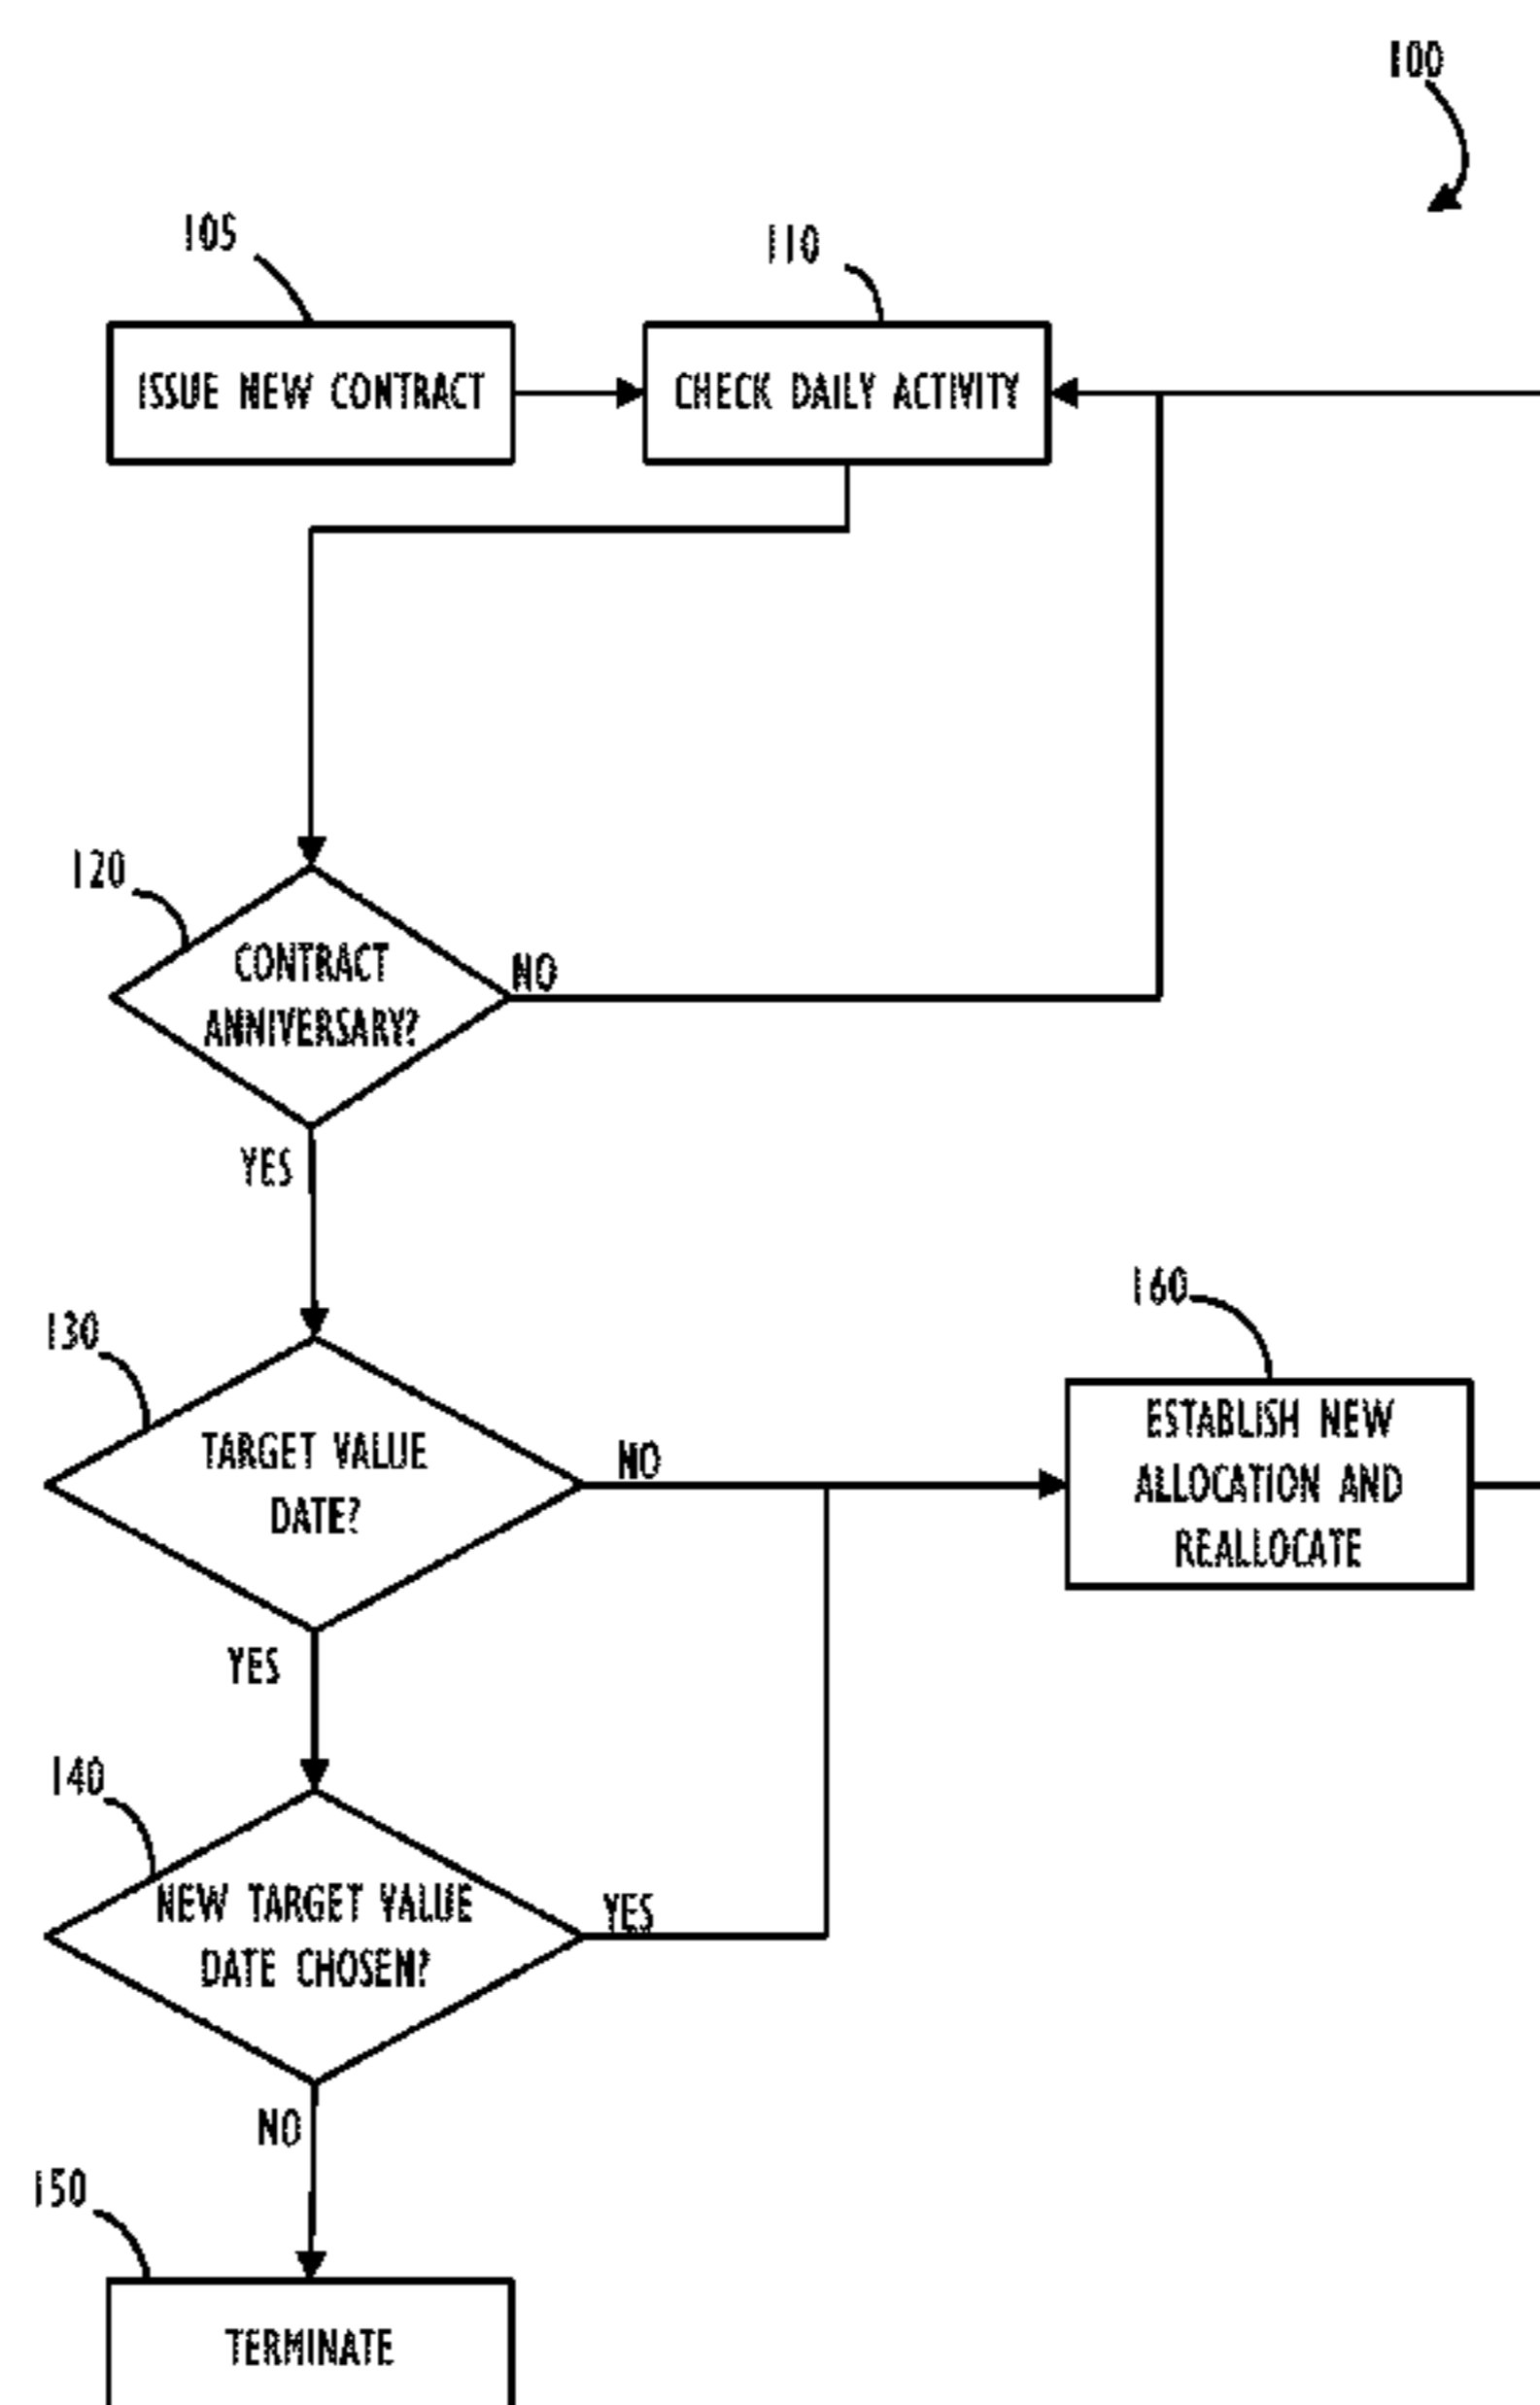 100
105
110
ISSUE NEW CONTRACT
CHECK DAILY ACTIVITY
120
CONTRACT
ANNIVERSARY?
NO
YES
130
160
TARGET VALUE
DATE?
NO
ESTABLISH NEW
ALLOCATION AND
REALLOCATE
YES
140
NEW TARGET VALUE
DATE CHOSEN?
YES
NO
150
TERMINATE